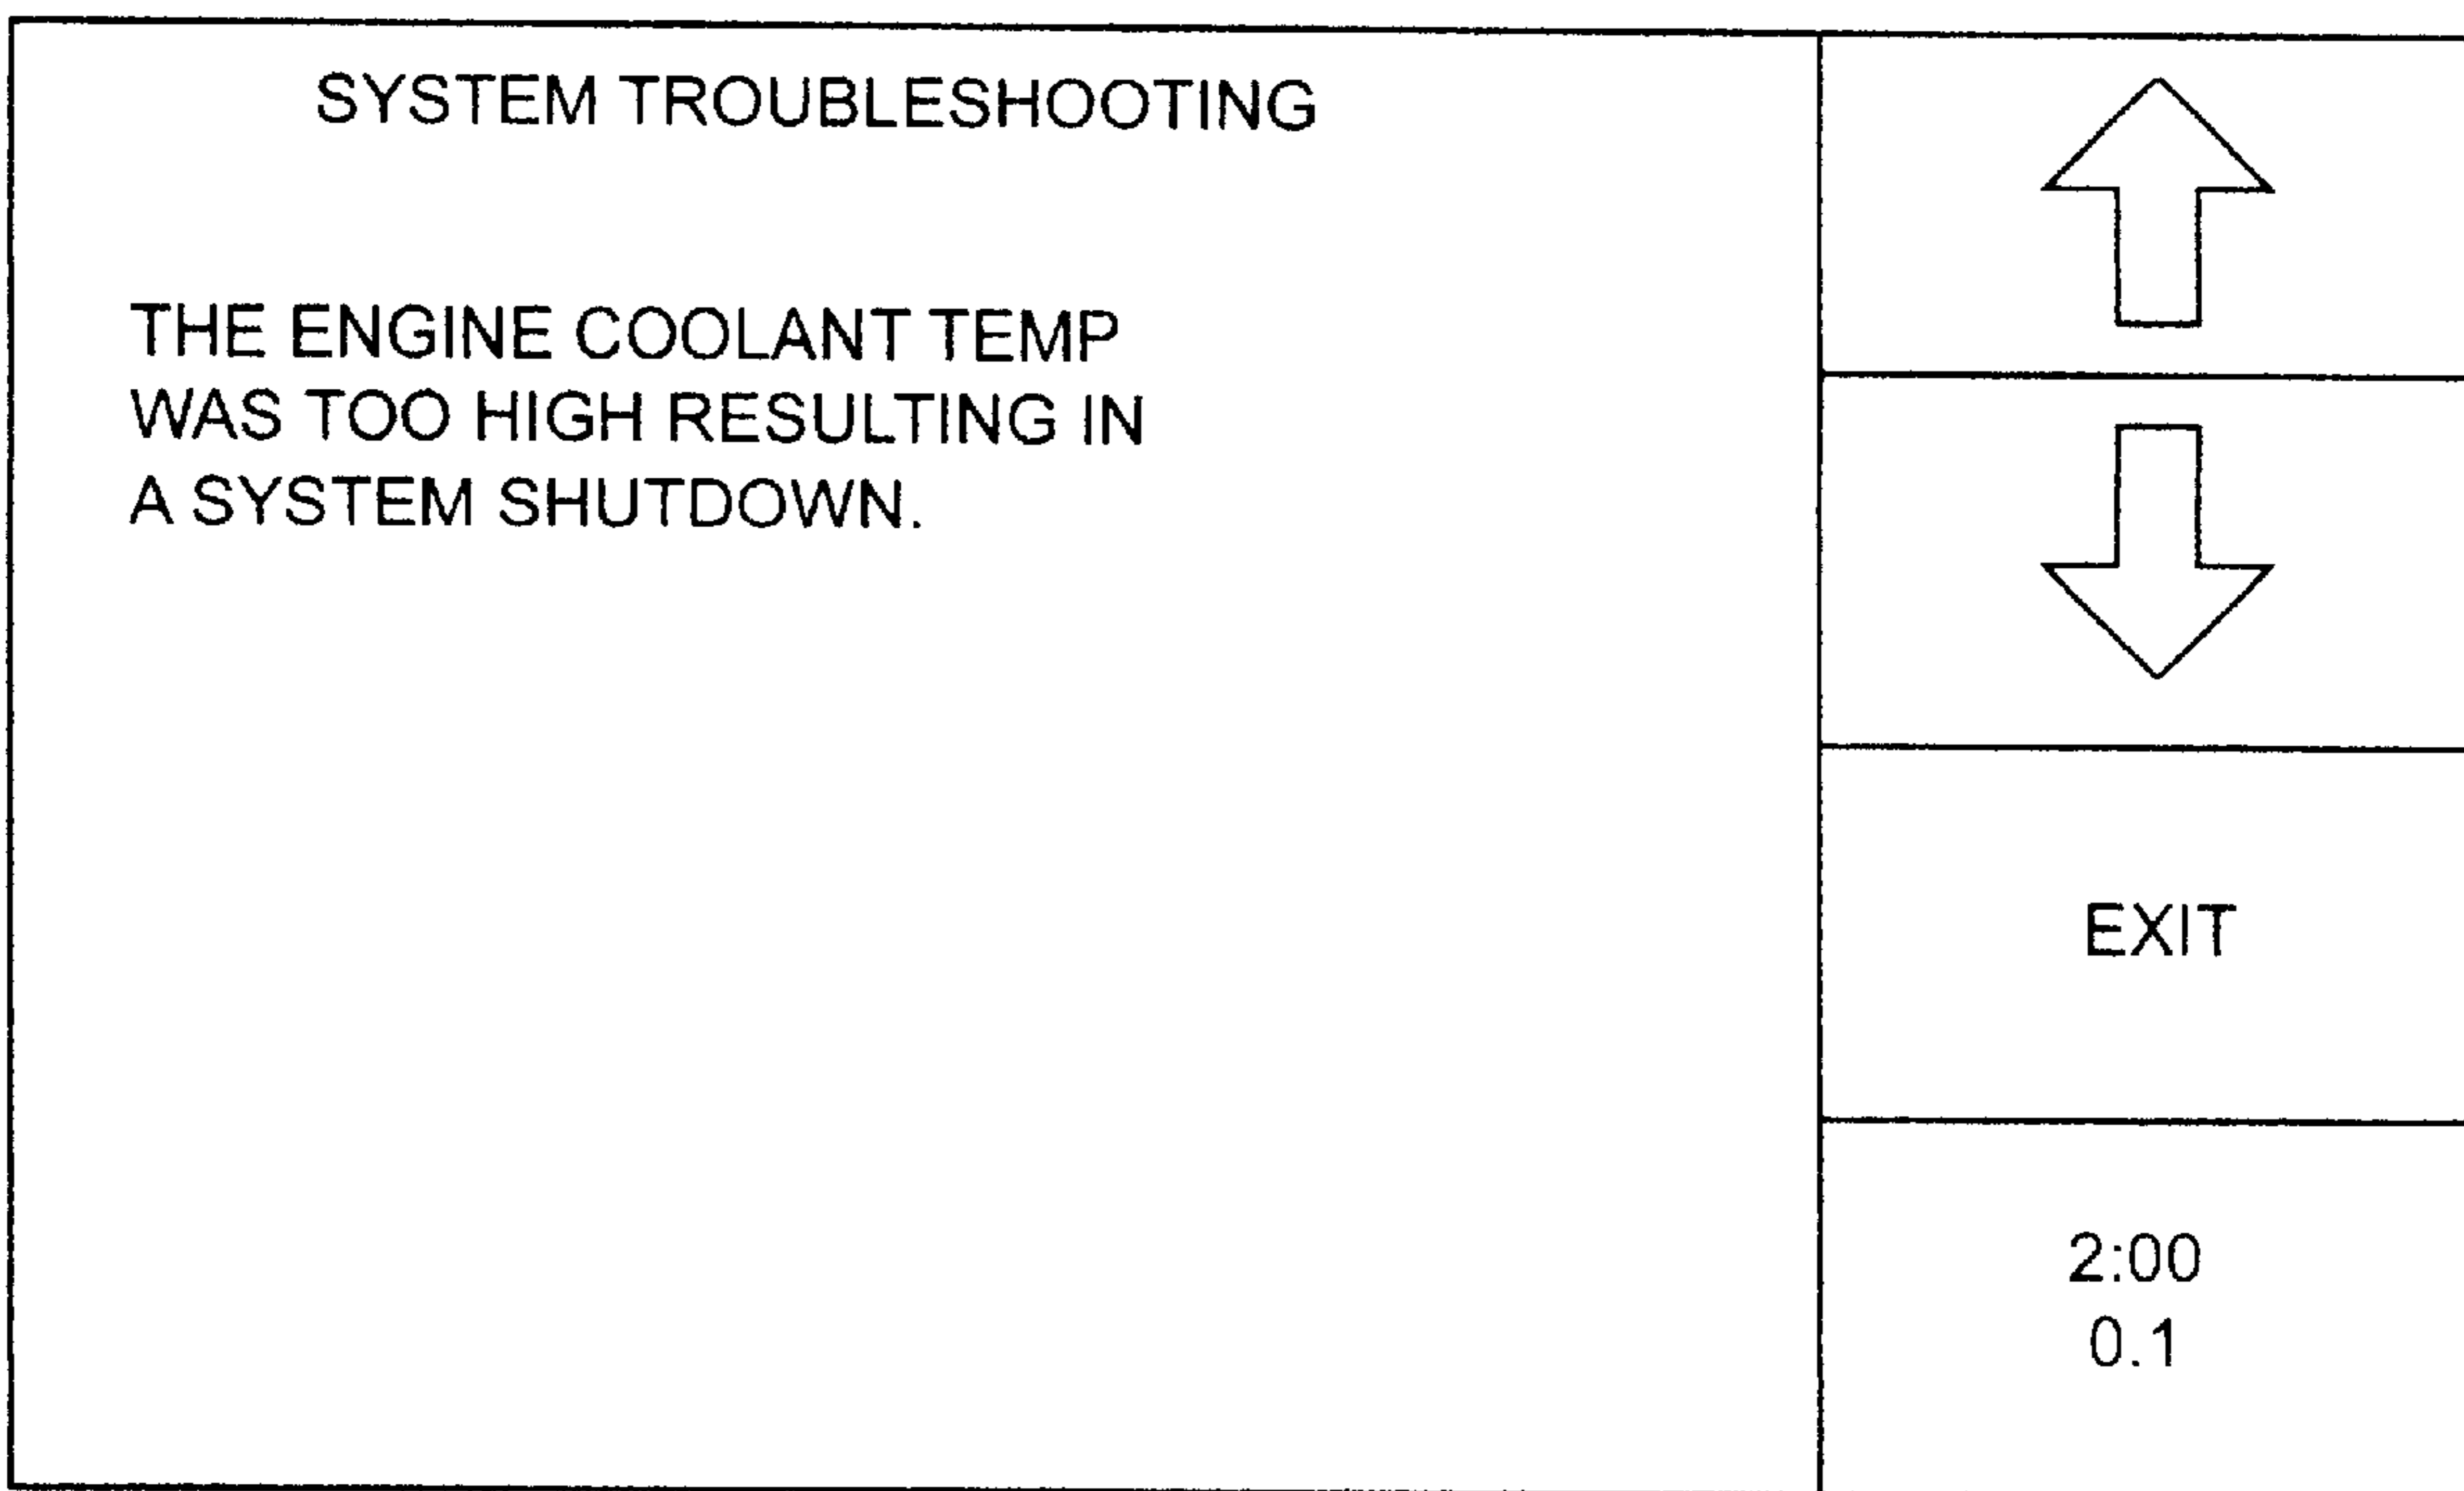 SYSTEM TROUBLESHOOTING
THE ENGINE COOLANT TEMP
WAS TOO HIGH RESULTING IN
A SYSTEM SHUTDOWN.
EXIT
2:00
0.1